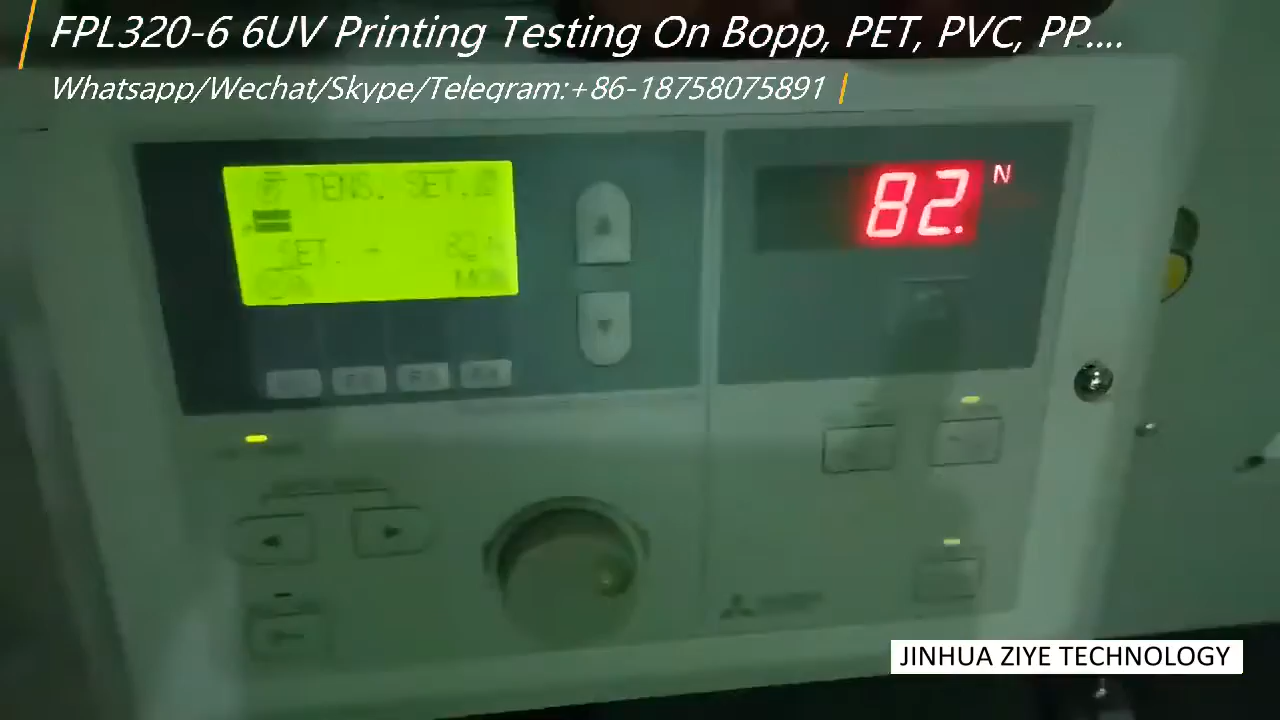 FPL320-6 6UV Printing Testing On Bopp, PET, PVC, PP....
Whatsapp/Wechat/Skype/Telegram:+86-18758075891
TENS. SET.
82. N
SET. - 82
MON
JINHUA ZIYE TECHNOLOGY